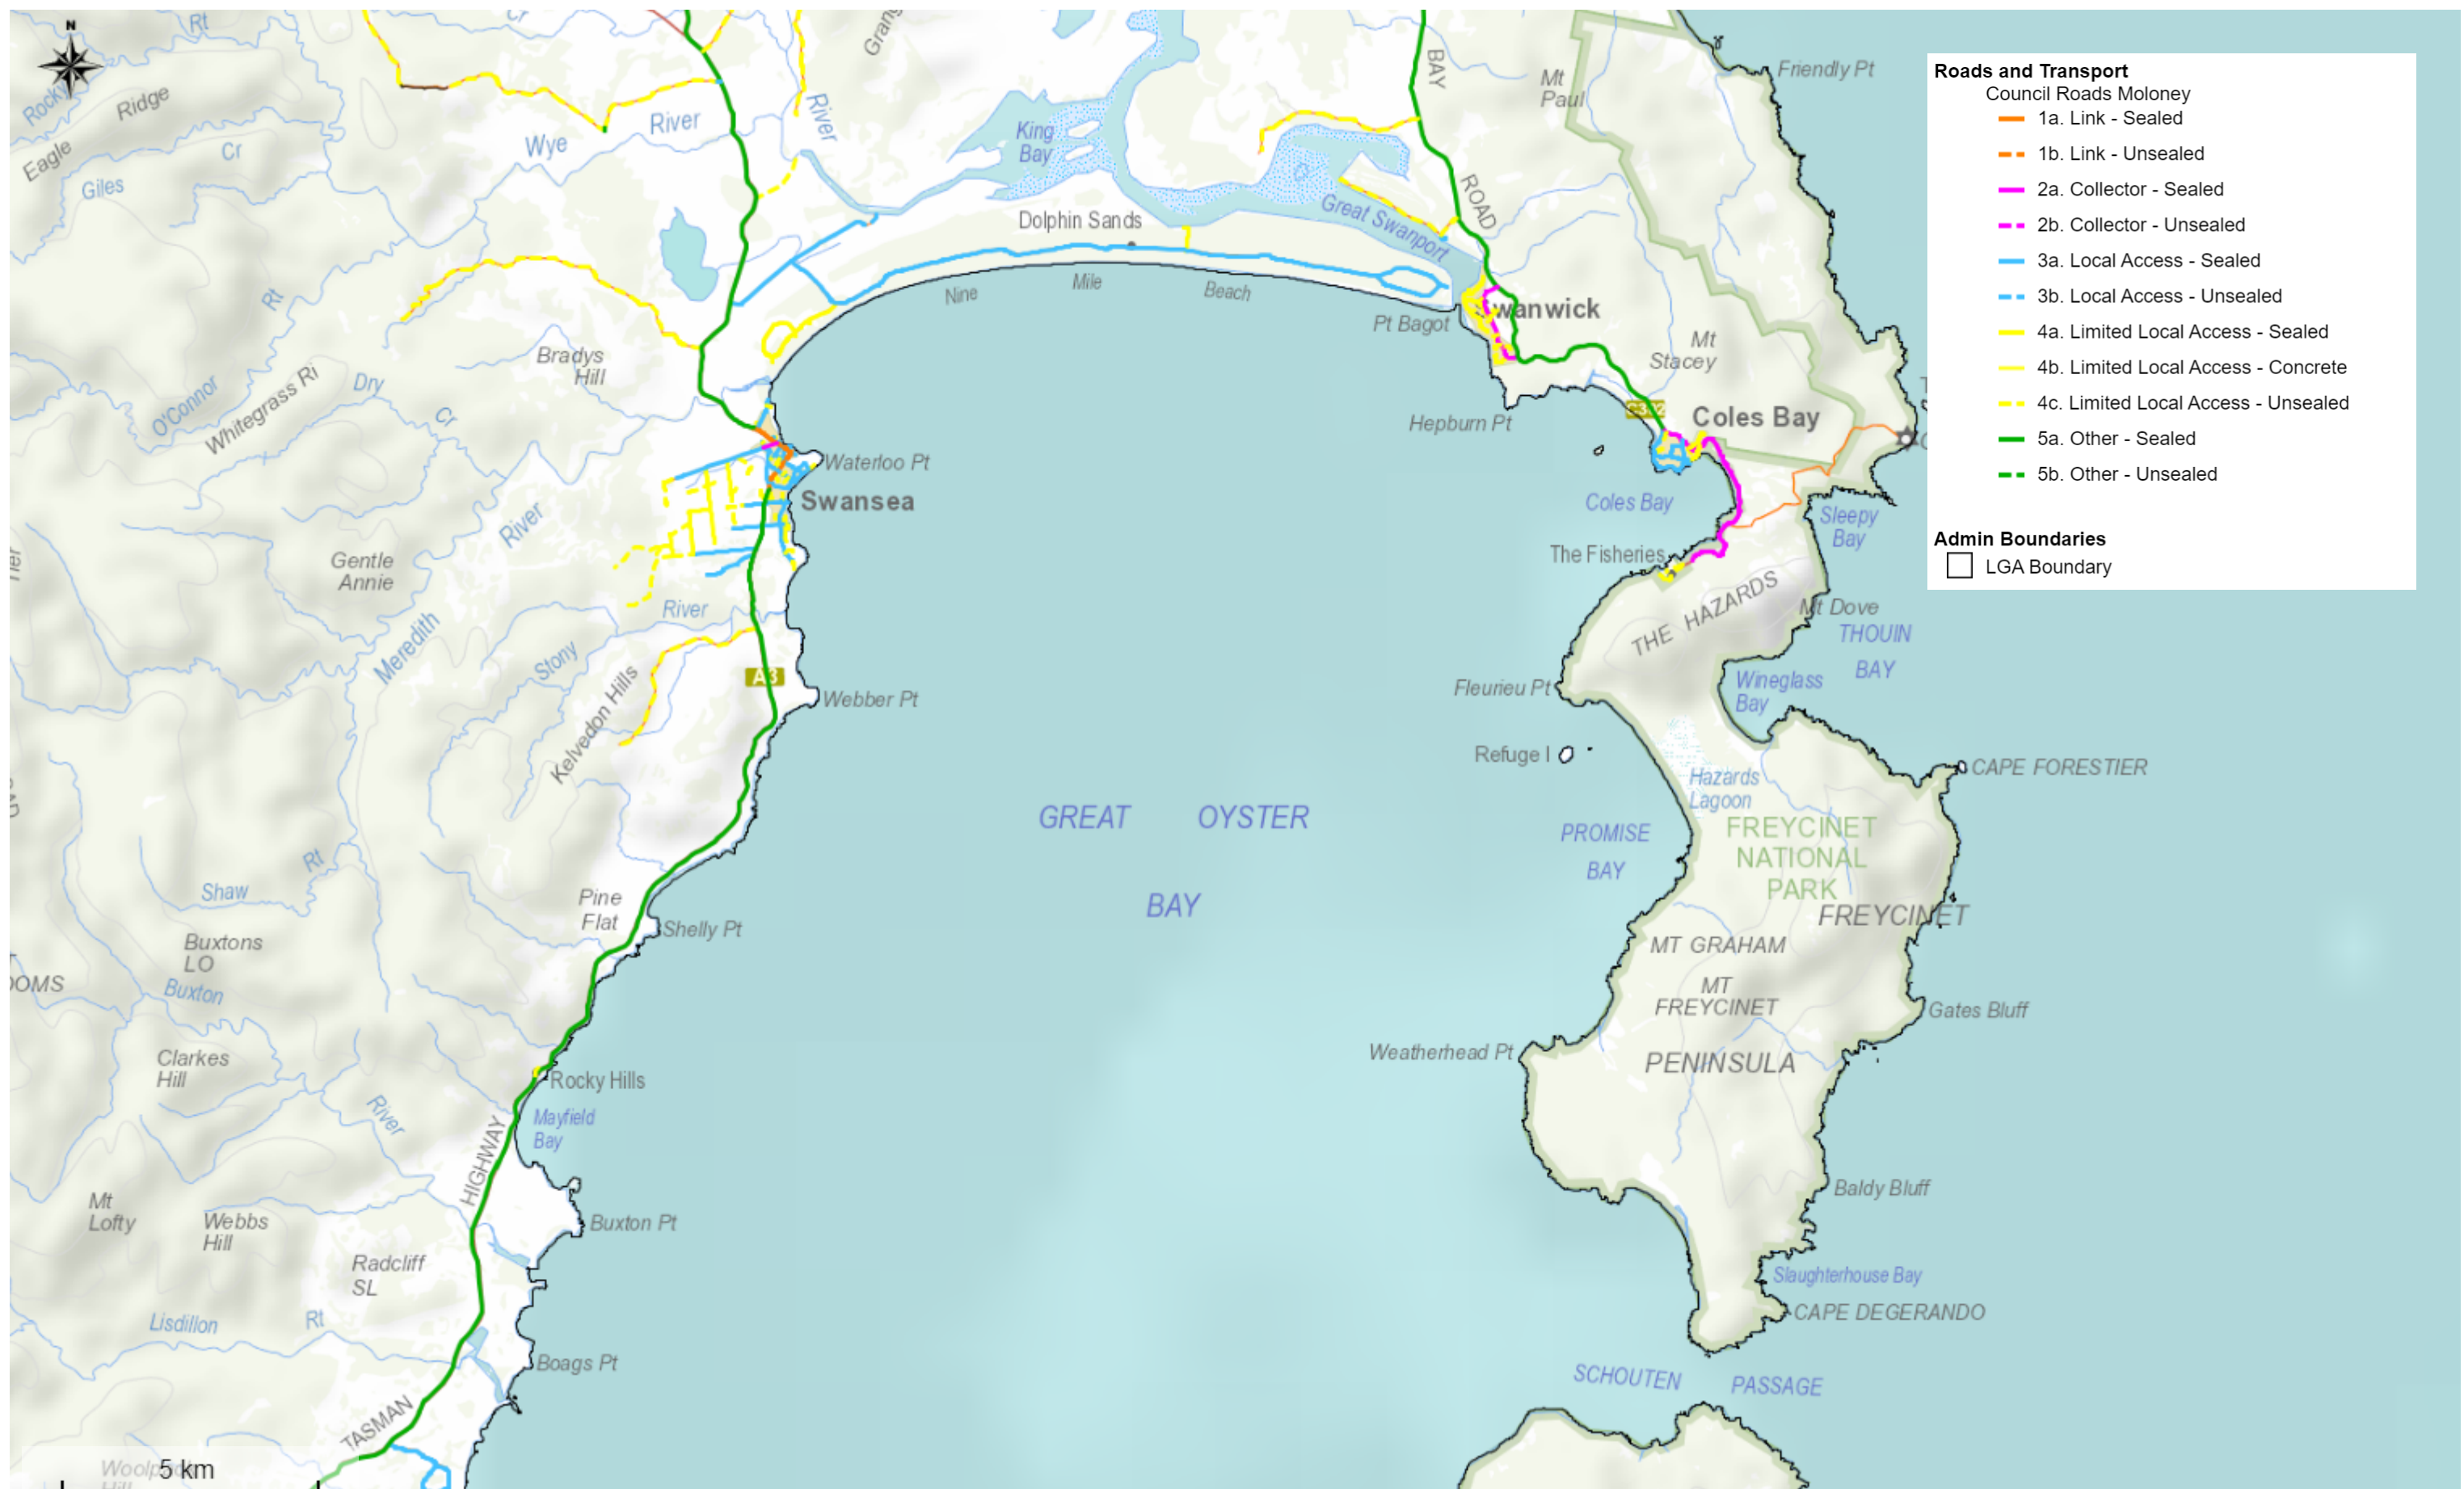 N
Rt
Cr
Rocky
Ridge
Eagle
Cr
Giles
Wye
River
River
King
Bay
BAY
Mt
Paul
Friendly Pt
ROAD
Great Swanport
Dolphin Sands
Nine
Mile
Beach
Pt Bagot
wanwick
Mt
Stacey
Rt
O'Connor
Whitegrass Ri
Dry
Cr
Bradys
Hill
Hepburn Pt
Coles Bay
Waterloo Pt
Swansea
Coles Bay
Sleepy
Bay
The Fisheries
River
Gentle
Annie
Meredith
River
Stony
THE HAZARDS
Mt Dove
THOUIN
BAY
A3
Kelvedon Hills
Webber Pt
Fleurieu Pt
Wineglass
Bay
Refuge I
CAPE FORESTIER
Hazards
Lagoon
GREAT OYSTER
BAY
PROMISE
BAY
FREYCINET
NATIONAL
PARK
FREYCINET
Rt
Shaw
Pine
Flat
Shelly Pt
Buxtons
LO
OOMS
Buxton
MT GRAHAM
MT
FREYCINET
Gates Bluff
Clarkes
Hill
River
Rocky Hills
Mayfield
Bay
Weatherhead Pt
PENINSULA
HIGHWAY
Mt
Lofty
Webbs
Hill
Buxton Pt
Baldy Bluff
Radcliff
SL
Slaughterhouse Bay
CAPE DEGERANDO
Lisdillon
Rt
Boags Pt
SCHOUTEN PASSAGE
TASMAN
5 km
Roads and Transport
Council Roads Moloney
1a. Link - Sealed
1b. Link - Unsealed
2a. Collector - Sealed
2b. Collector - Unsealed
3a. Local Access - Sealed
3b. Local Access - Unsealed
4a. Limited Local Access - Sealed
4b. Limited Local Access - Concrete
4c. Limited Local Access - Unsealed
5a. Other - Sealed
5b. Other - Unsealed
Admin Boundaries
LGA Boundary